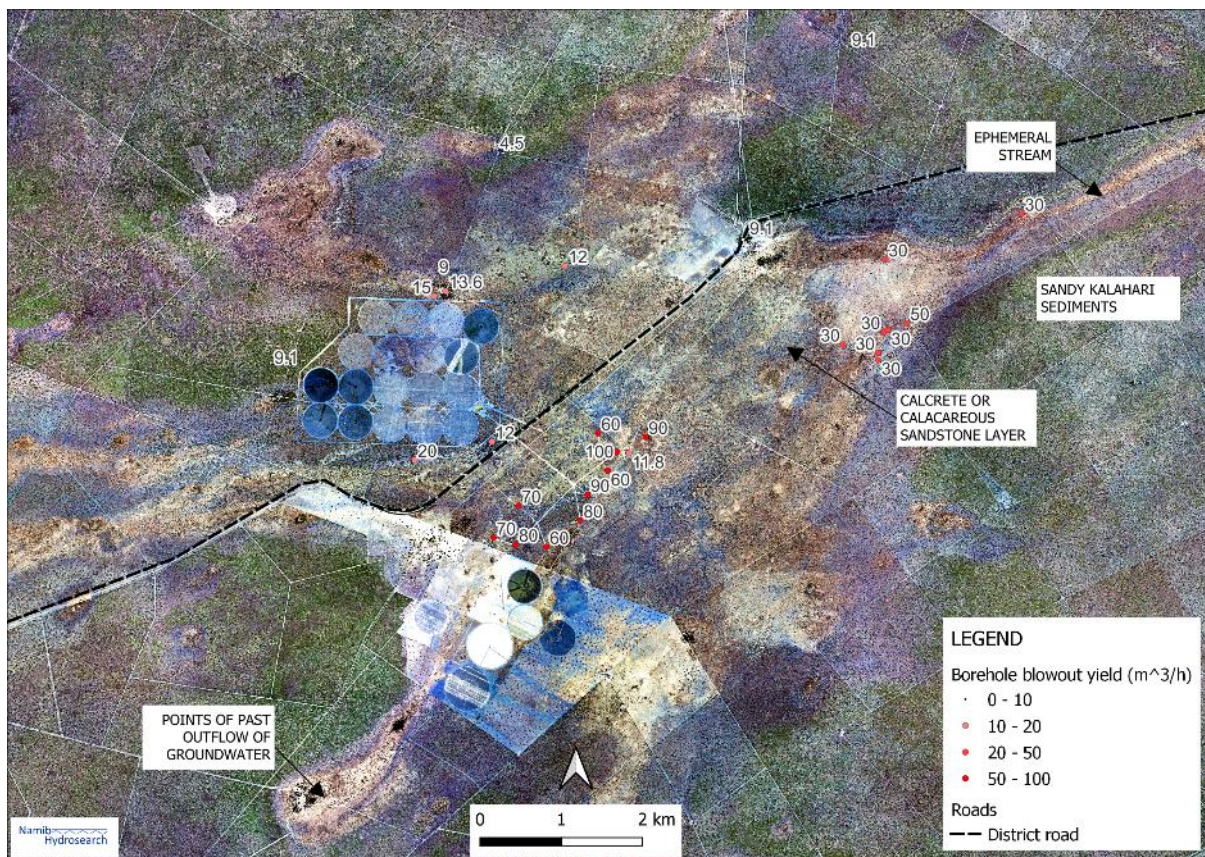 9.1
4.5
EPHEMERAL
STREAM
30
9.1
12
30
9
15
13.6
SANDY KALAHARI
SEDIMENTS
50
30
30
30
30
30
9.1
CALCRETE OR
CALACAREOUS
SANDSTONE LAYER
12
20
60
90
100
11.8
60
90
70
80
70
80
60
POINTS OF PAST
OUTFLOW OF
GROUNDWATER
LEGEND
Borehole blowout yield (m^3/h)
0 - 10
10 - 20
20 - 50
50 - 100
Roads
District road
0 1 2 km
Namib
Hydrosearch